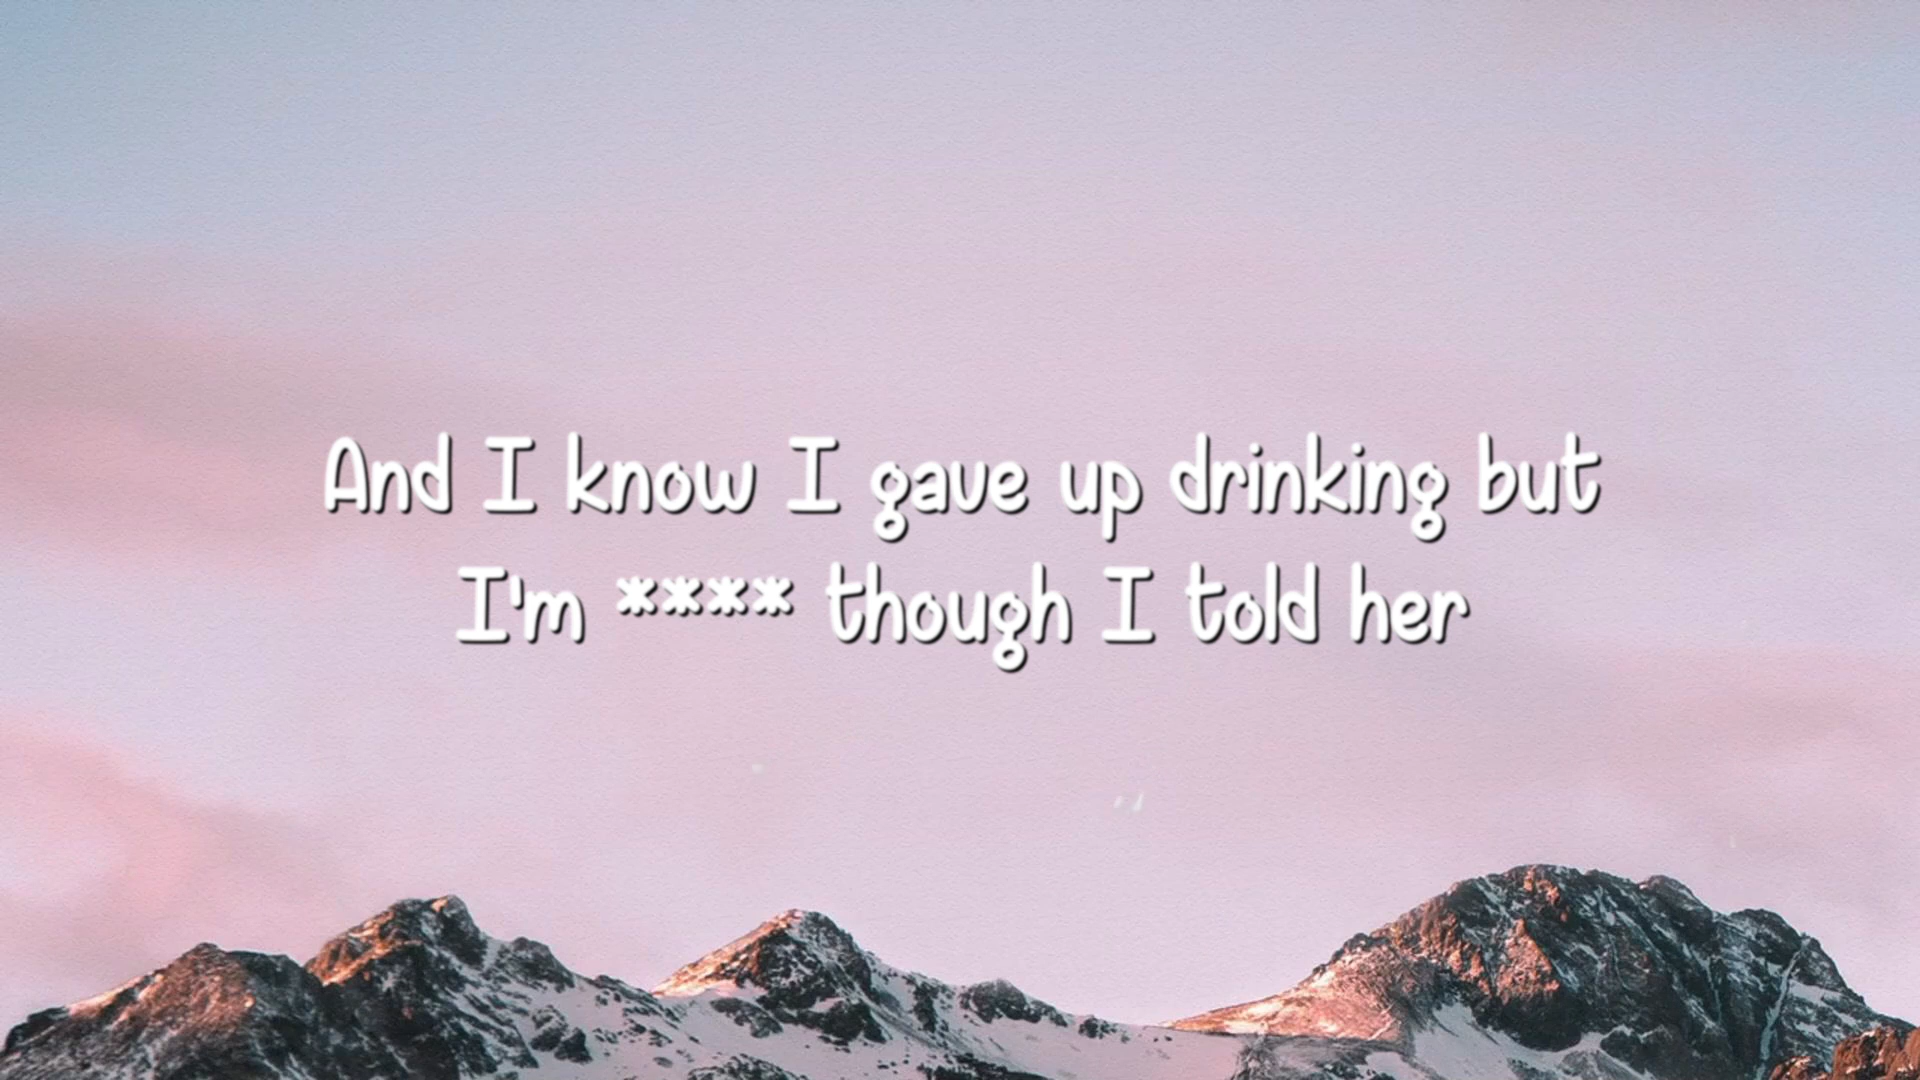 And I know I gave up drinking but
I'm **** though I told her